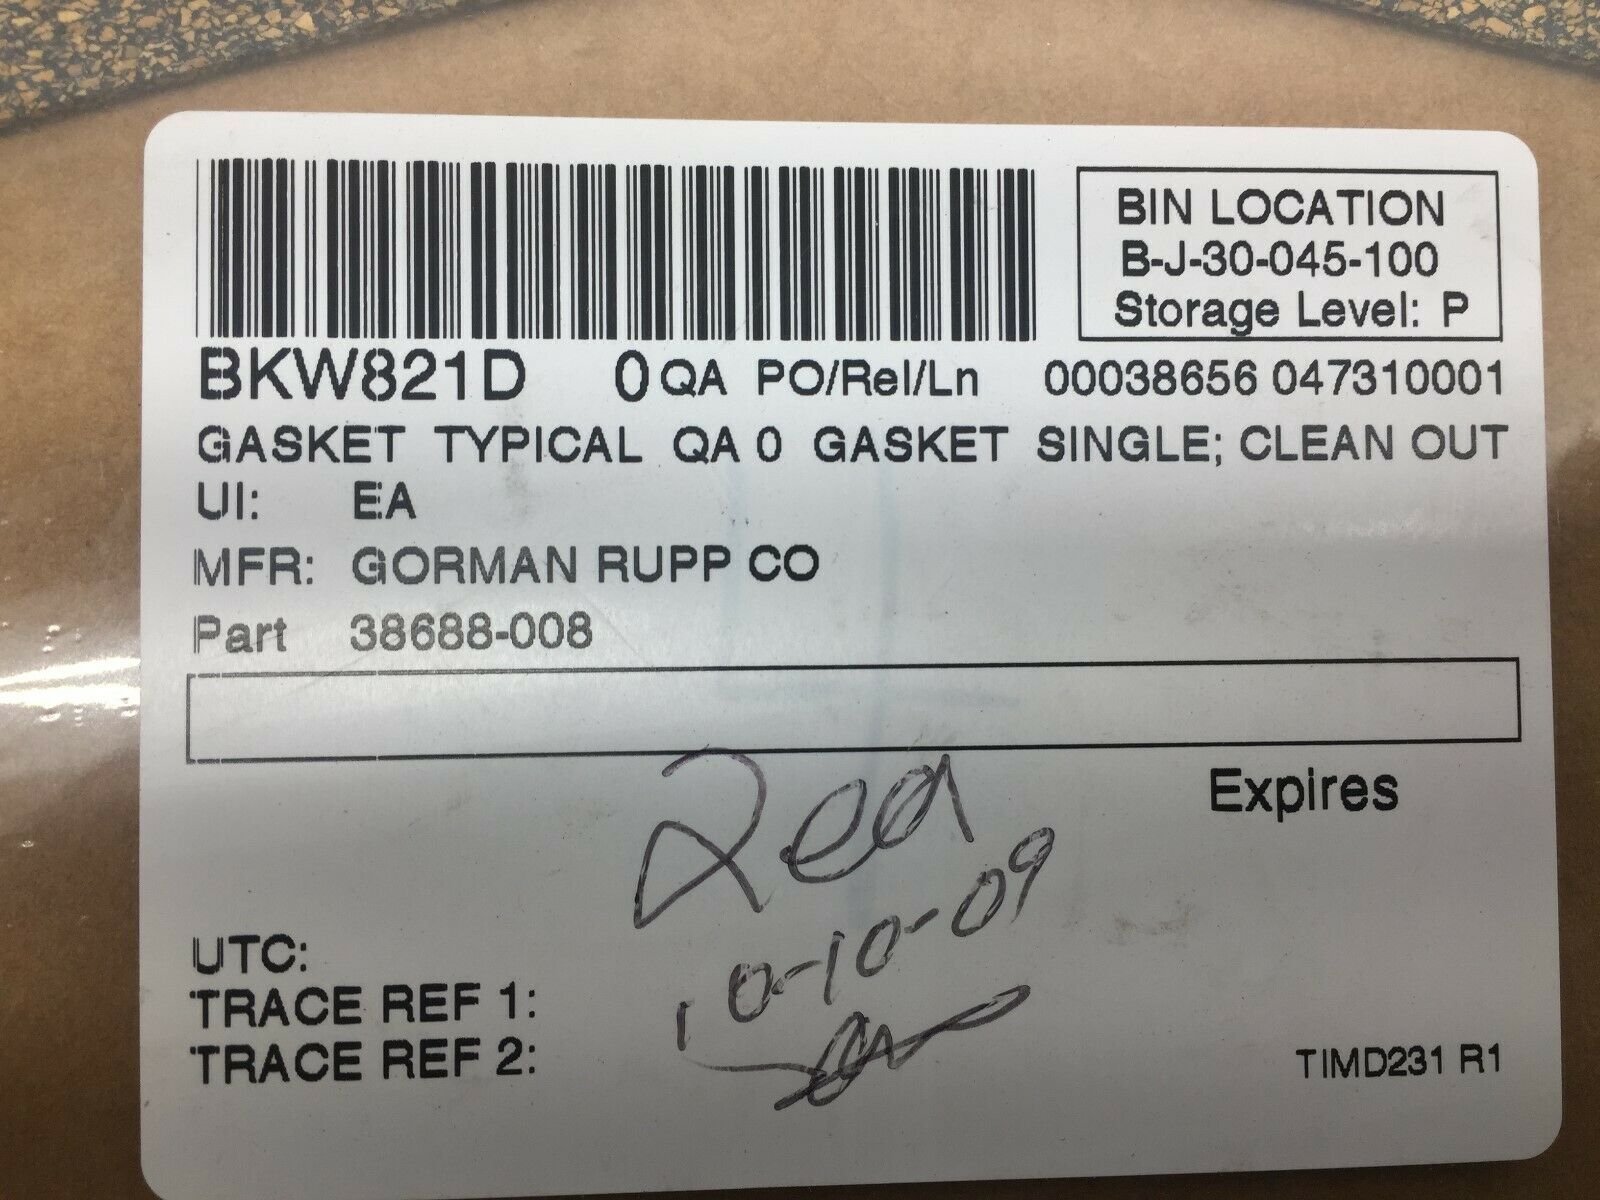 BIN LOCATION
B-J-30-045-100
Storage Level: P
BKW821D 0 QA PO/Rel/Ln 00038656 047310001
GASKET TYPICAL QA 0 GASKET SINGLE; CLEAN OUT
UI: EA
MFR: GORMAN RUPP CO
Part 38688-008
Expires
2ea
10-10-09
UTC:
TRACE REF 1:
TRACE REF 2:
TIMD231 R1